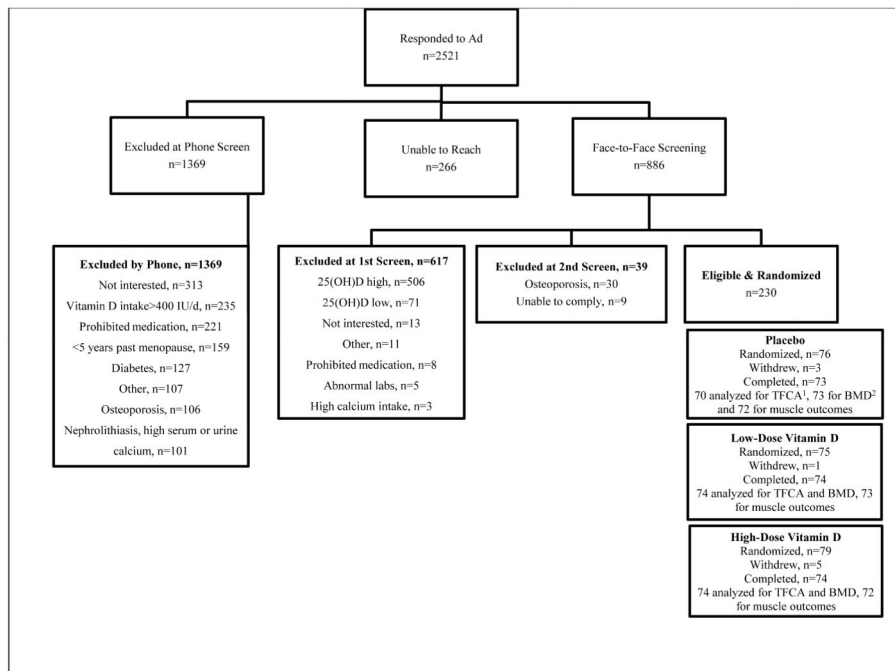 Responded to Ad
n=2521
Excluded at Phone Screen
n=1369
Unable to Reach
n=266
Face-to-Face Screening
n=886
Excluded by Phone, n=1369
Not interested, n=313
Vitamin D intake>400 IU/d, n=235
Prohibited medication, n=221
<5 years past menopause, n=159
Diabetes, n=127
Other, n=107
Osteoporosis, n=106
Nephrolithiasis, high serum or urine
calcium, n=101
Excluded at 1st Screen, n=617
25(OH)D high, n=506
25(OH)D low, n=71
Not interested, n=13
Other, n=11
Prohibited medication, n=8
Abnormal labs, n=5
High calcium intake, n=3
Excluded at 2nd Screen, n=39
Osteoporosis, n=30
Unable to comply, n=9
Eligible & Randomized
n=230
Placebo
Randomized, n=76
Withdrew, n=3
Completed, n=73
70 analyzed for TFCA¹, 73 for BMD²
and 72 for muscle outcomes
Low-Dose Vitamin D
Randomized, n=75
Withdrew, n=1
Completed, n=74
74 analyzed for TFCA and BMD, 73
for muscle outcomes
High-Dose Vitamin D
Randomized, n=79
Withdrew, n=5
Completed, n=74
74 analyzed for TFCA and BMD, 72
for muscle outcomes